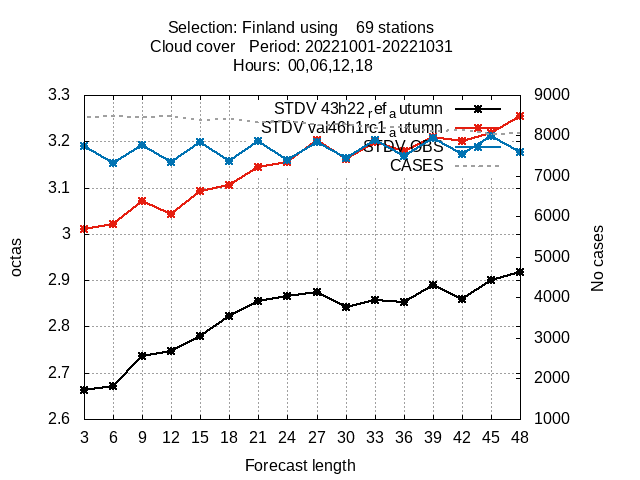 Selection: Finland using    69 stations
Cloud cover   Period: 20221001-20221031
Hours:  00,06,12,18
STDV 43h22refautumn
STDV val46h1rc1autumn
STDV OBS
CASES
3.3
3.2
3.1
3
2.9
2.8
2.7
2.6
9000
8000
7000
6000
5000
4000
3000
2000
1000
octas
No cases
3 6 9 12 15 18 21 24 27 30 33 36 39 42 45 48
Forecast length